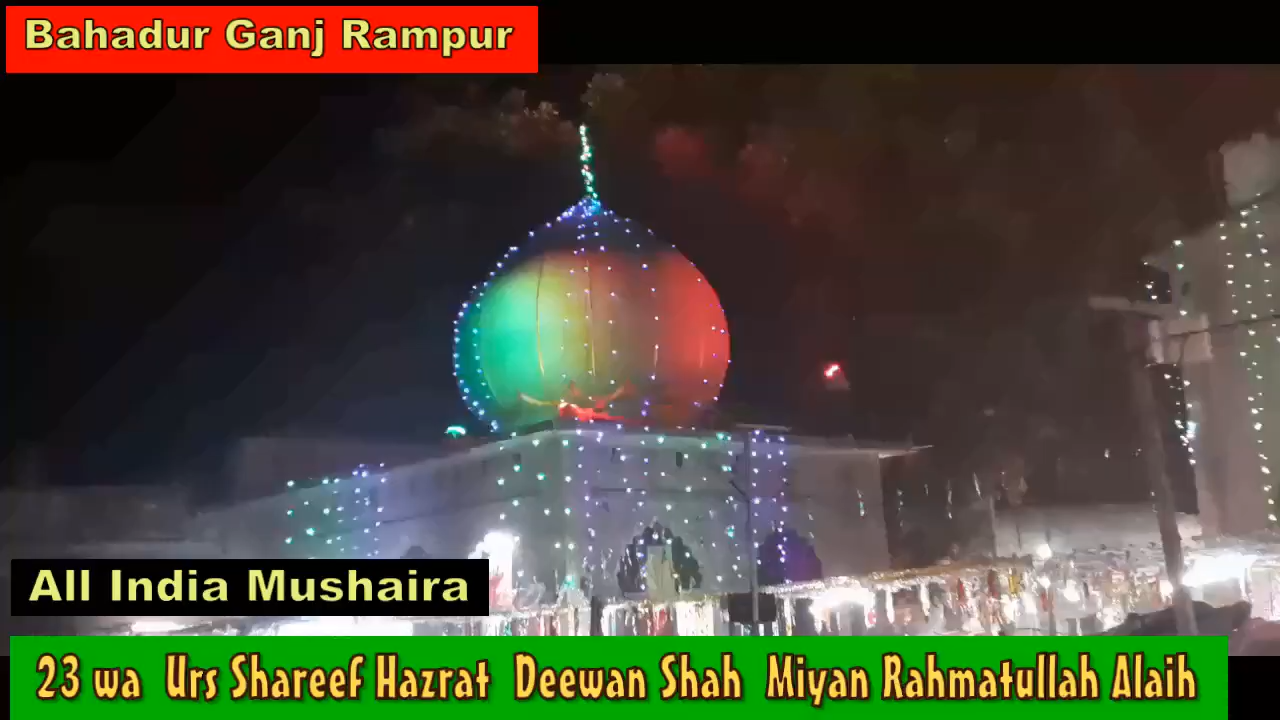 Bahadur Ganj Rampur
All India Mushaira
23 wa Urs Shareef Hazrat Deewan Shah Miyan Rahmatullah Alaih